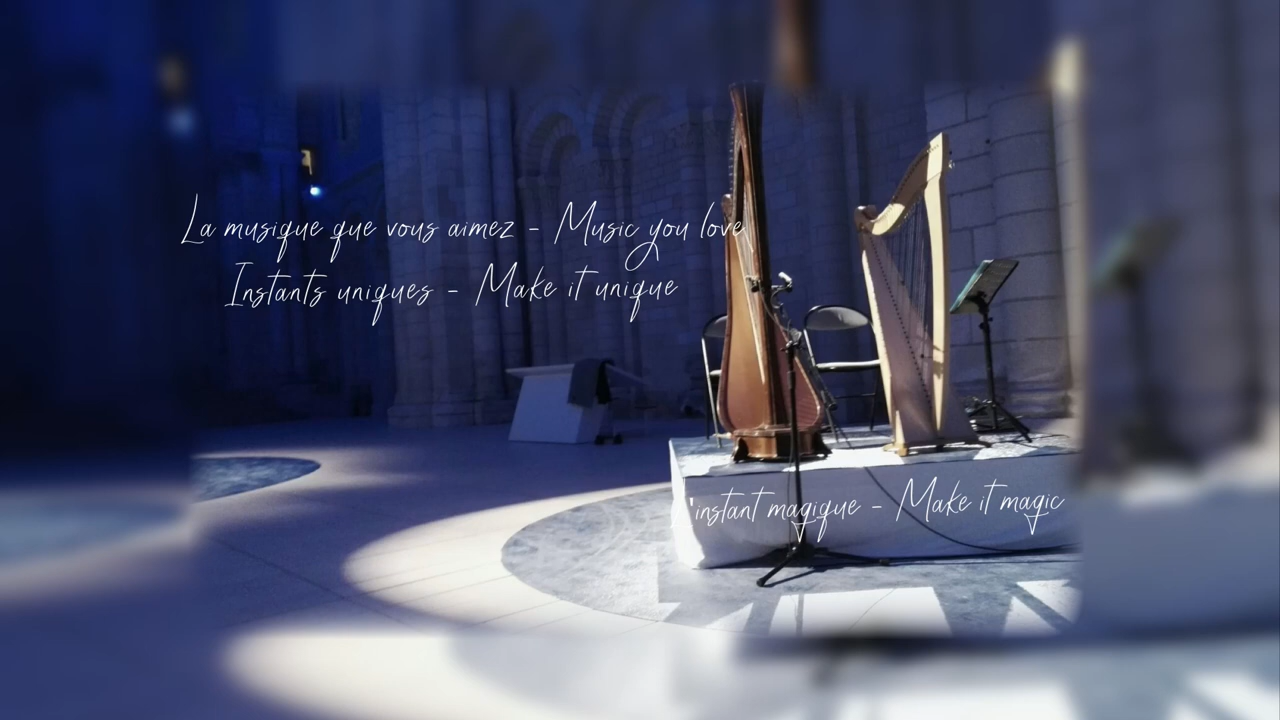 La musique que vous aimez - Music you love
Instants uniques - Make it unique
L'instant magique - Make it magic